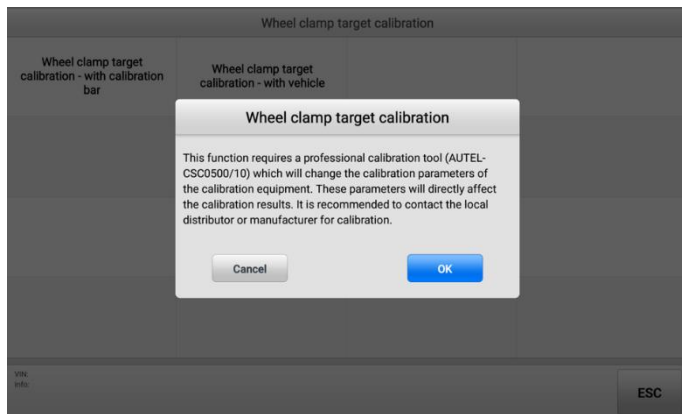 Wheel clamp target calibration
Wheel clamp target
calibration - with calibration
bar
Wheel clamp target
calibration - with vehicle
Wheel clamp target calibration
This function requires a professional calibration tool (AUTEL-
CSC0500/10) which will change the calibration parameters of
the calibration equipment. These parameters will directly affect
the calibration results. It is recommended to contact the local
distributor or manufacturer for calibration.
Cancel
OK
VIN:
Info:
ESC